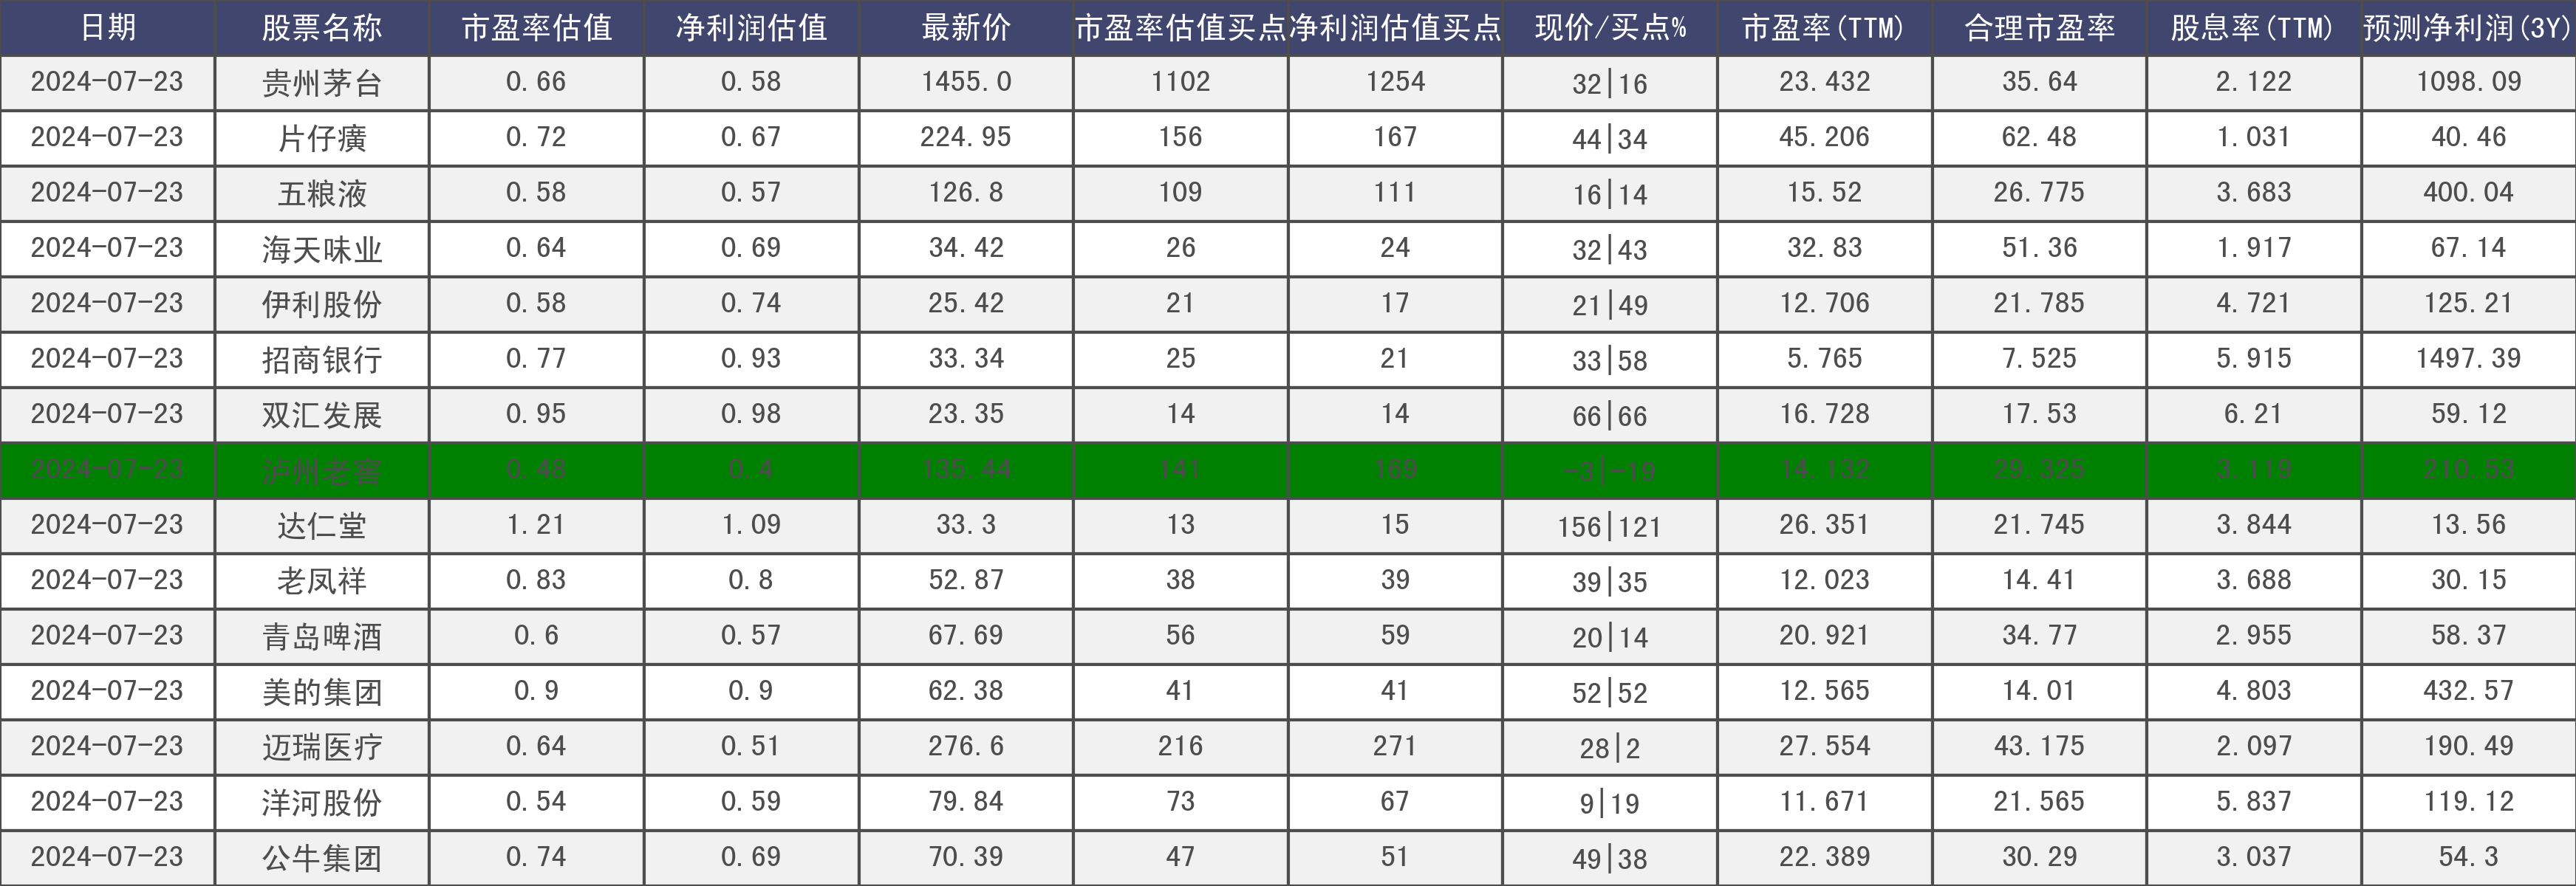 日期 股票名称 市盈率估值 净利润估值 最新价 市盈率估值买点 净利润估值买点 现价/买点% 市盈率(TTM) 合理市盈率 股息率(TTM) 预测净利润(3Y)
2024-07-23 贵州茅台 0.66 0.58 1455.0 1102 1254 32|16 23.432 35.64 2.122 1098.09
2024-07-23 片仔癀 0.72 0.67 224.95 156 167 44|34 45.206 62.48 1.031 40.46
2024-07-23 五粮液 0.58 0.57 126.8 109 111 16|14 15.52 26.775 3.683 400.04
2024-07-23 海天味业 0.64 0.69 34.42 26 24 32|43 32.83 51.36 1.917 67.14
2024-07-23 伊利股份 0.58 0.74 25.42 21 17 21|49 12.706 21.785 4.721 125.21
2024-07-23 招商银行 0.77 0.93 33.34 25 21 33|58 5.765 7.525 5.915 1497.39
2024-07-23 双汇发展 0.95 0.98 23.35 14 14 66|66 16.728 17.53 6.21 59.12
2024-07-23 泸州老窖 0.48 0.4 135.44 141 169 -3|-19 14.132 29.325 3.119 210.53
2024-07-23 达仁堂 1.21 1.09 33.3 13 15 156|121 26.351 21.745 3.844 13.56
2024-07-23 老凤祥 0.83 0.8 52.87 38 39 39|35 12.023 14.41 3.688 30.15
2024-07-23 青岛啤酒 0.6 0.57 67.69 56 59 20|14 20.921 34.77 2.955 58.37
2024-07-23 美的集团 0.9 0.9 62.38 41 41 52|52 12.565 14.01 4.803 432.57
2024-07-23 迈瑞医疗 0.64 0.51 276.6 216 271 28|2 27.554 43.175 2.097 190.49
2024-07-23 洋河股份 0.54 0.59 79.84 73 67 9|19 11.671 21.565 5.837 119.12
2024-07-23 公牛集团 0.74 0.69 70.39 47 51 49|38 22.389 30.29 3.037 54.3